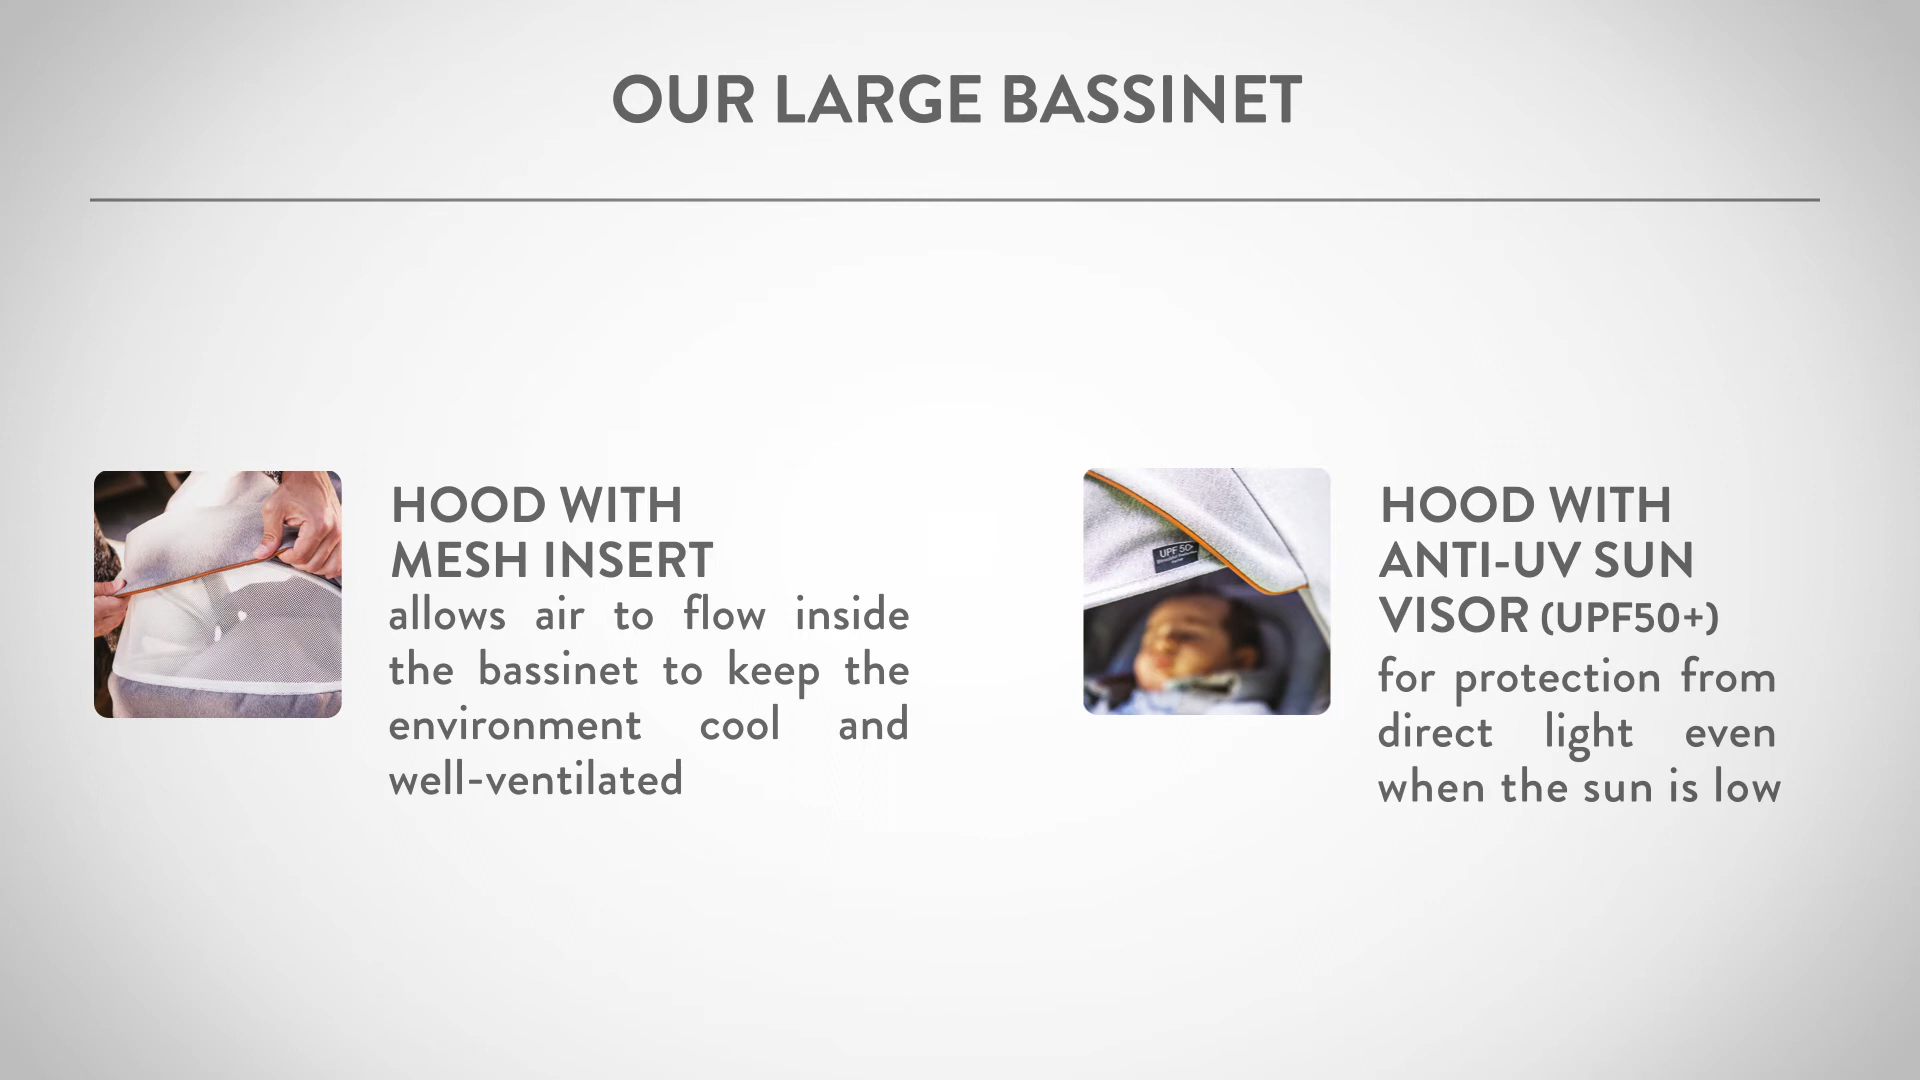 OUR LARGE BASSINET
HOOD WITH
MESH INSERT
allows air to flow inside
the bassinet to keep the
environment cool and
well-ventilated
UPF 50+
HOOD WITH
ANTI-UV SUN
VISOR (UPF50+)
for protection from
direct light even
when the sun is low